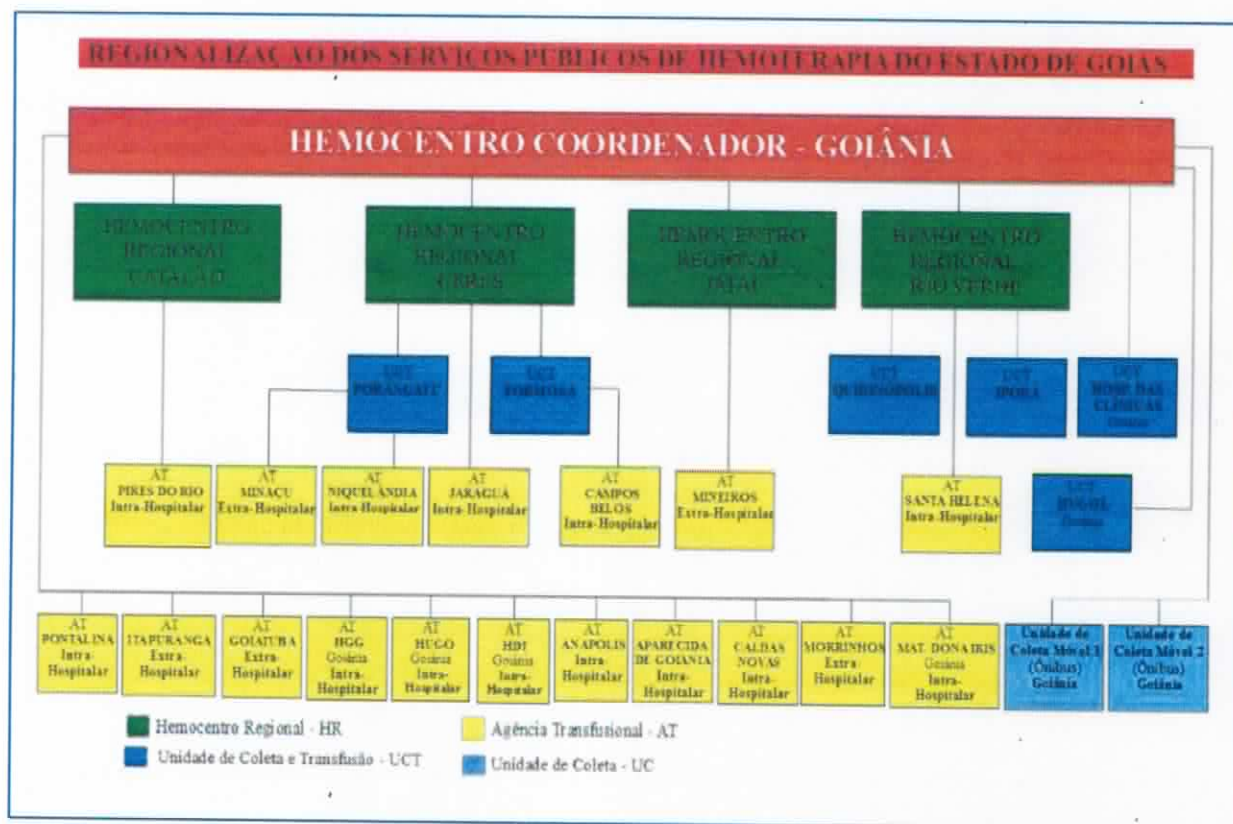 REGIONALIZAÇÃO DOS SERVIÇOS PÚBLICOS DE HEMOTERAPIA DO ESTADO DE GOIÁS
HEMOCENTRO COORDENADOR - GOIÂNIA
HEMOCENTRO
REGIONAL
CATALÃO
HEMOCENTRO
REGIONAL
CERES
HEMOCENTRO
REGIONAL
JATAÍ
HEMOCENTRO
REGIONAL
RIO VERDE
UCT
PORANGATU
UCT
FORMOSA
UCT
QUIRINÓPOLIS
UCT
IPORÁ
UCT
HOSP. DAS
CLÍNICAS
AT
PIRES DO RIO
Intra-Hospitalar
AT
MINAÇU
Extra-Hospitalar
AT
NIQUELÂNDIA
Intra-Hospitalar
AT
JARAGUÁ
Intra-Hospitalar
AT
CAMPOS
BELOS
Intra-Hospitalar
AT
MINEIROS
Extra-Hospitalar
AT
SANTA HELENA
Intra-Hospitalar
UCT
HUGOL
AT
PONTALINA
Intra-
Hospitalar
AT
ITAPURANGA
Extra-
Hospitalar
AT
GOIATUBA
Extra-
Hospitalar
AT
HGG
Goiânia
Intra-
Hospitalar
AT
HUGO
Goiânia
Intra-
Hospitalar
AT
HDT
Goiânia
Intra-
Hospitalar
AT
ANÁPOLIS
Intra-
Hospitalar
AT
APARECIDA
DE GOIANIA
Intra-
Hospitalar
AT
CALDAS
NOVAS
Intra-
Hospitalar
AT
MORRINHOS
Extra-
Hospitalar
AT
MAT. DONA IRIS
Goiânia
Intra-
Hospitalar
Unidade de
Coleta Móvel 1
(Ônibus)
Goiânia
Unidade de
Coleta Móvel 2
(Ônibus)
Goiânia
Hemocentro Regional - HR
Agência Transfusional - AT
Unidade de Coleta e Transfusão - UCT
Unidade de Coleta - UC